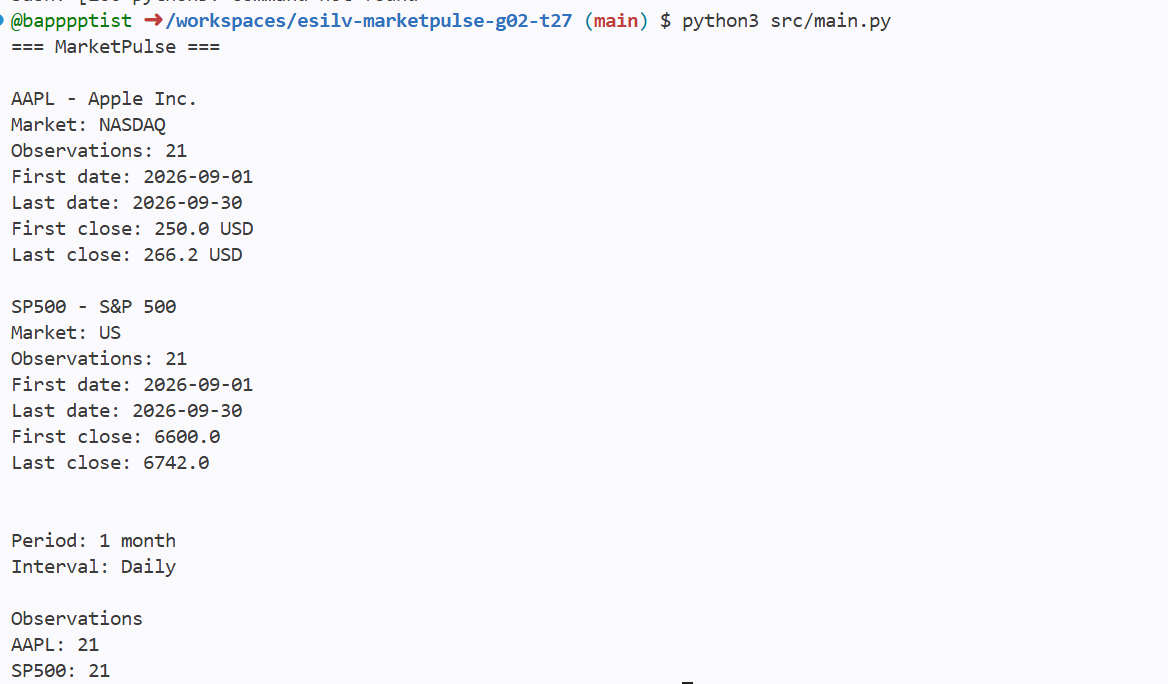 @bapppptist ➜/workspaces/esilv-marketpulse-g02-t27 (main) $ python3 src/main.py
=== MarketPulse ===
AAPL - Apple Inc.
Market: NASDAQ
Observations: 21
First date: 2026-09-01
Last date: 2026-09-30
First close: 250.0 USD
Last close: 266.2 USD
SP500 - S&P 500
Market: US
Observations: 21
First date: 2026-09-01
Last date: 2026-09-30
First close: 6600.0
Last close: 6742.0
Period: 1 month
Interval: Daily
Observations
AAPL: 21
SP500: 21